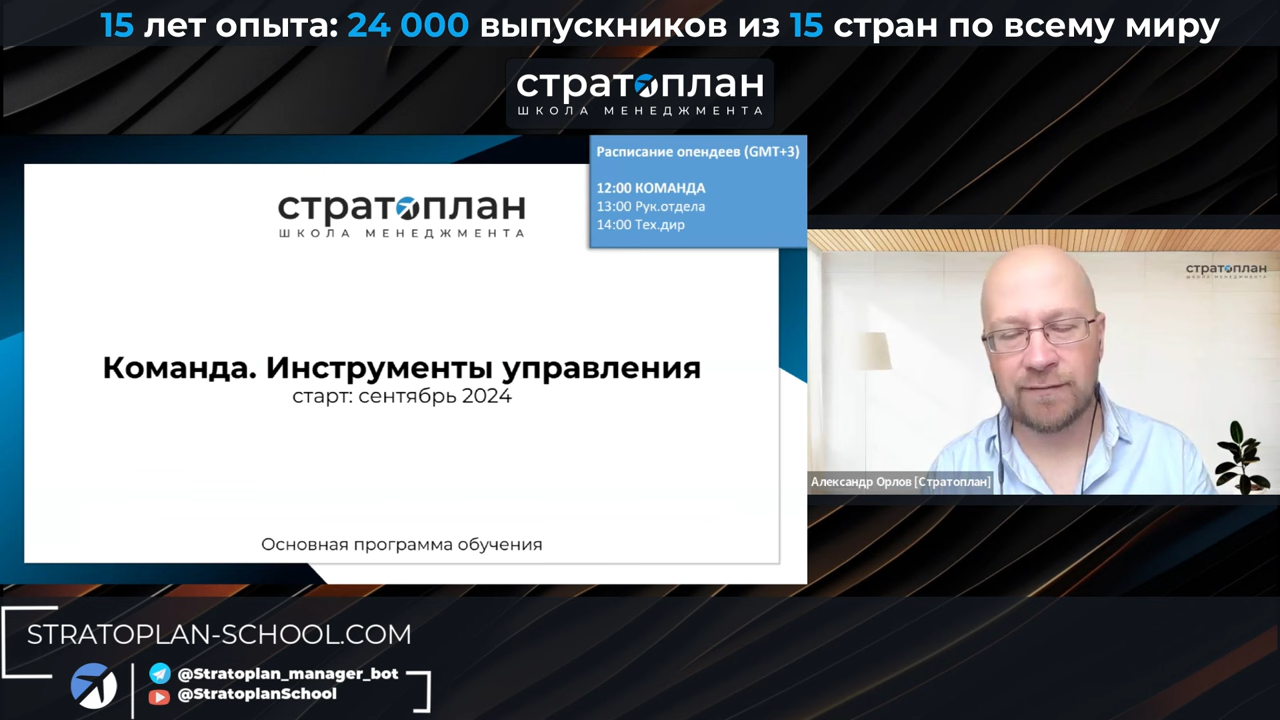 15 лет опыта: 24 000 выпускников из 15 стран по всему миру
стратоплан
ШКОЛА МЕНЕДЖМЕНТА
Расписание опендеев (GMT+3)
12:00 КОМАНДА
13:00 Рук.отдела
14:00 Тех.дир
стратоплан
ШКОЛА МЕНЕДЖМЕНТА
Команда. Инструменты управления
старт: сентябрь 2024
Основная программа обучения
стратоплан
ШКОЛА МЕНЕДЖМЕНТА
Александр Орлов [Стратоплан]
STRATOPLAN-SCHOOL.COM
@Stratoplan_manager_bot
@StratoplanSchool